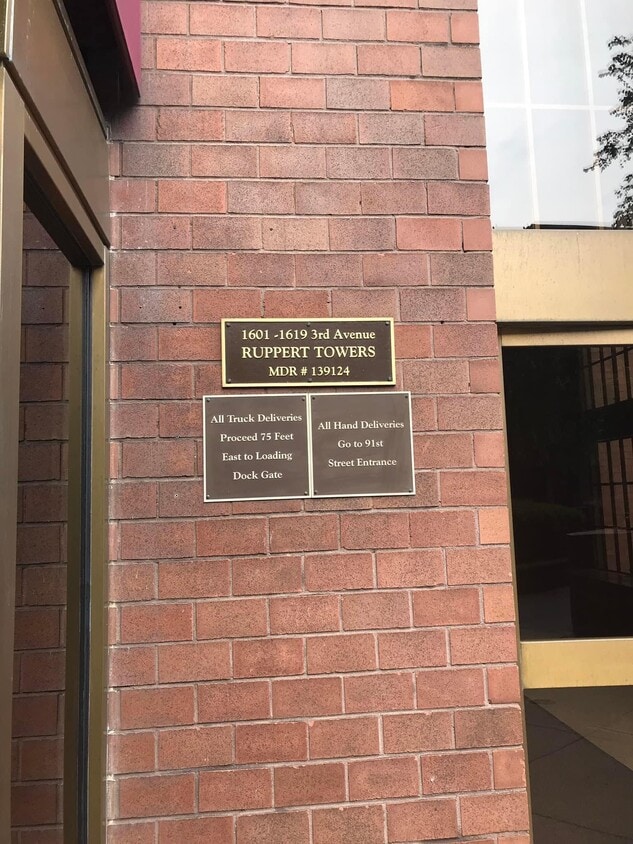 1601 -1619 3rd Avenue
RUPPERT TOWERS
MDR # 139124
All Truck Deliveries
Proceed 75 Feet
East to Loading
Dock Gate
All Hand Deliveries
Go to 91st
Street Entrance